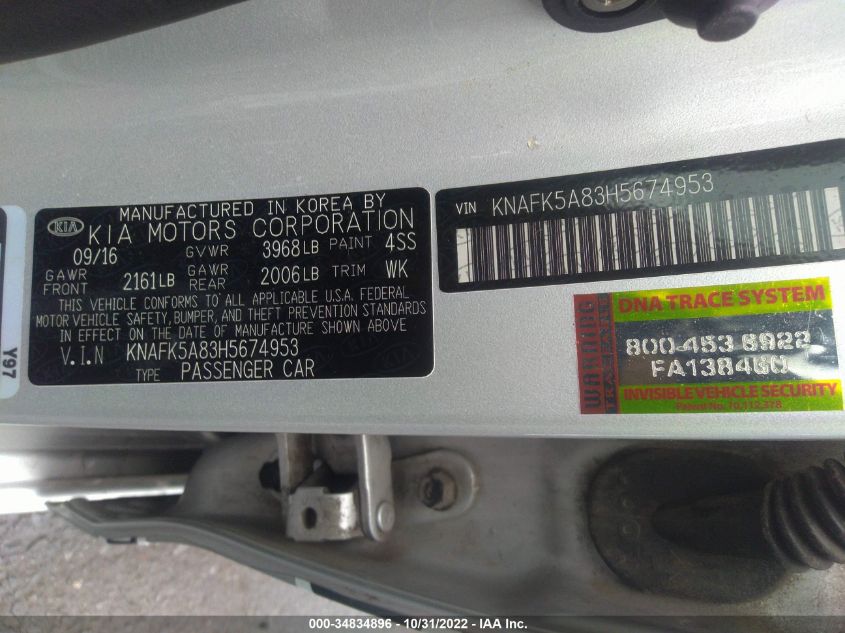 MANUFACTURED IN KOREA BY
KIA KIA MOTORS CORPORATION
09/16 GVWR 3968LB PAINT 4SS
GAWR FRONT 2161LB GAWR REAR 2006LB TRIM WK
THIS VEHICLE CONFORMS TO ALL APPLICABLE U.S.A. FEDERAL
MOTOR VEHICLE SAFETY, BUMPER, AND THEFT PREVENTION STANDARDS
IN EFFECT ON THE DATE OF MANUFACTURE SHOWN ABOVE
V.I.N KNAFK5A83H5674953
TYPE PASSENGER CAR
VIN KNAFK5A83H5674953
Y97
DNA TRACE SYSTEM
WARNING
800 453 8922
INVISIBLE VEHICLE SECURITY
000-34834896 - 10/31/2022 - IAA Inc.